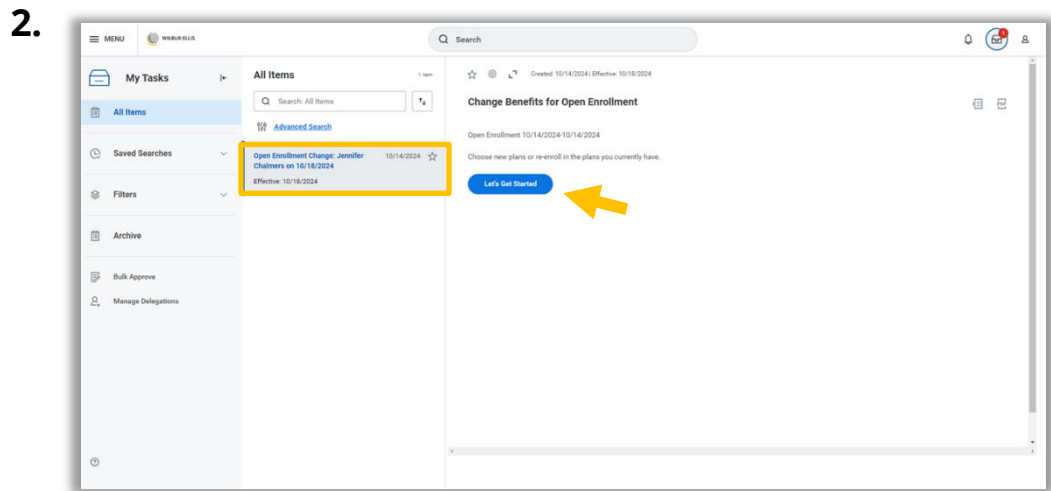 2.
MENU
WILBUR-ELLIS
Search
1
My Tasks
All Items
Saved Searches
Filters
Archive
Bulk Approve
Manage Delegations
All Items
1 item
Search: All Items
Advanced Search
Open Enrollment Change: Jennifer Chalmers on 10/18/2024
10/14/2024
Effective: 10/18/2024
Created: 10/14/2024 | Effective: 10/18/2024
Change Benefits for Open Enrollment
PDF
Open Enrollment 10/14/2024-10/14/2024
Choose new plans or re-enroll in the plans you currently have.
Let's Get Started